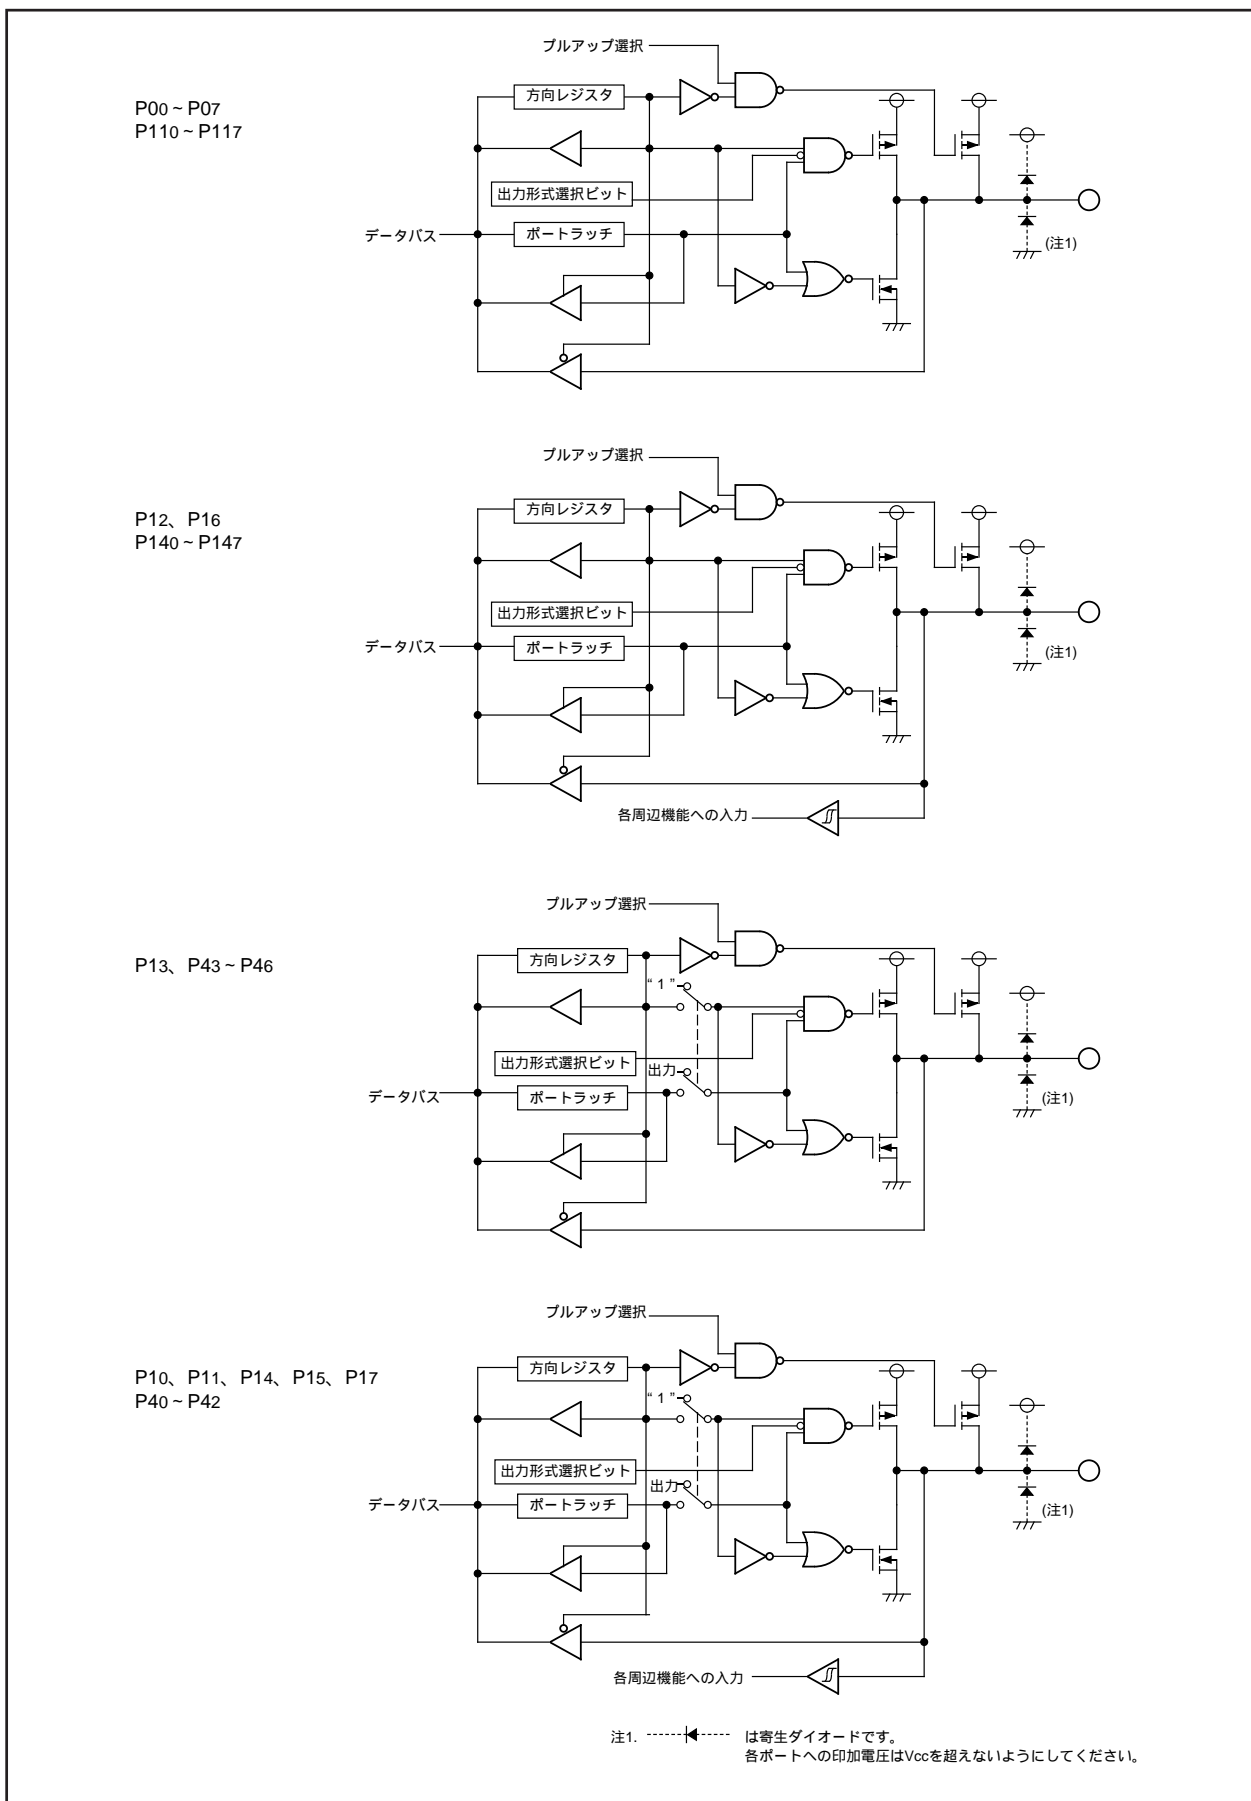 プルアップ選択
P00 ~ P07
P110 ~ P117
方向レジスタ
出力形式選択ビット
データバス
ポートラッチ
(注1)
プルアップ選択
P12、P16
P140 ~ P147
方向レジスタ
出力形式選択ビット
データバス
ポートラッチ
(注1)
各周辺機能への入力
プルアップ選択
P13、P43 ~ P46
方向レジスタ
“ 1 ”
出力形式選択ビット
出力
データバス
ポートラッチ
(注1)
プルアップ選択
P10、P11、P14、P15、P17
P40 ~ P42
方向レジスタ
“ 1 ”
出力形式選択ビット
出力
データバス
ポートラッチ
(注1)
各周辺機能への入力
注1. は寄生ダイオードです。
各ポートへの印加電圧はVccを超えないようにしてください。